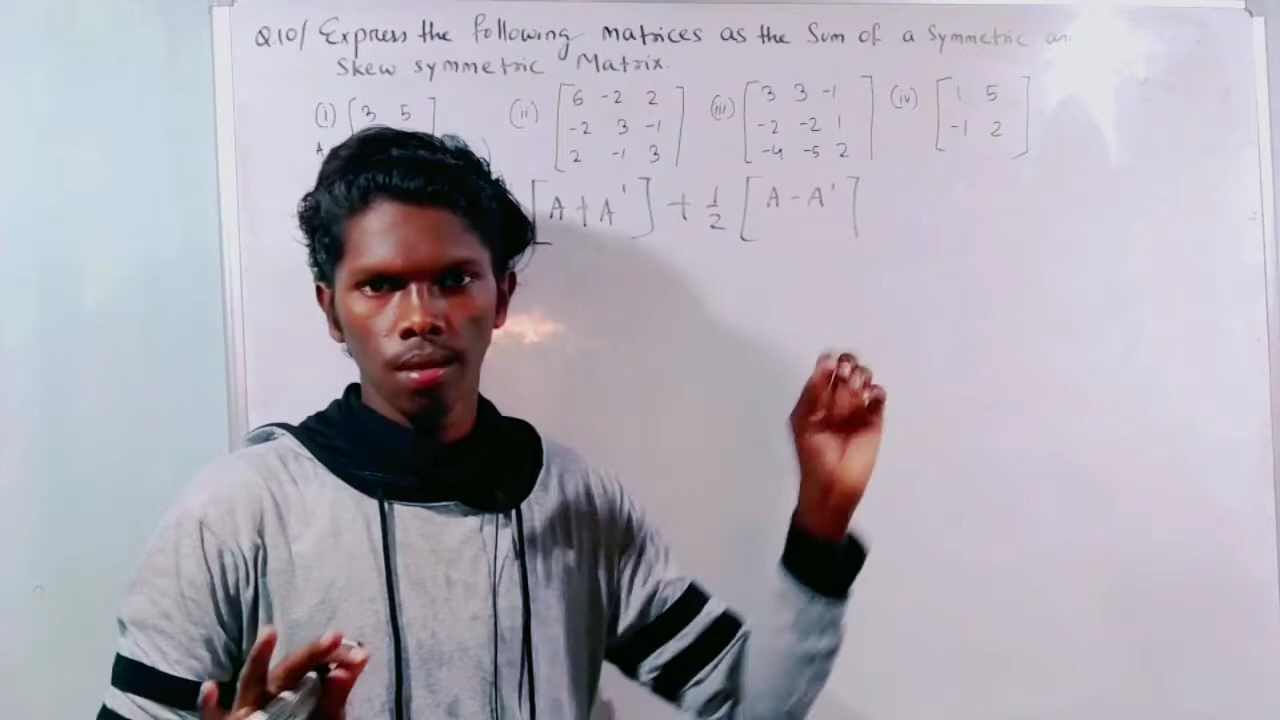 Q.10/ Express the following matrices as the Sum of a Symmetric an
Skew symmetric Matrix.
(i) [3 5
(ii) [6 -2 2
-2 3 -1
2 -1 3]
(iii) [3 3 -1
-2 -2 1
-4 -5 2]
(iv) [1 5
-1 2]
A
[A + A'] + 1/2 [A - A']